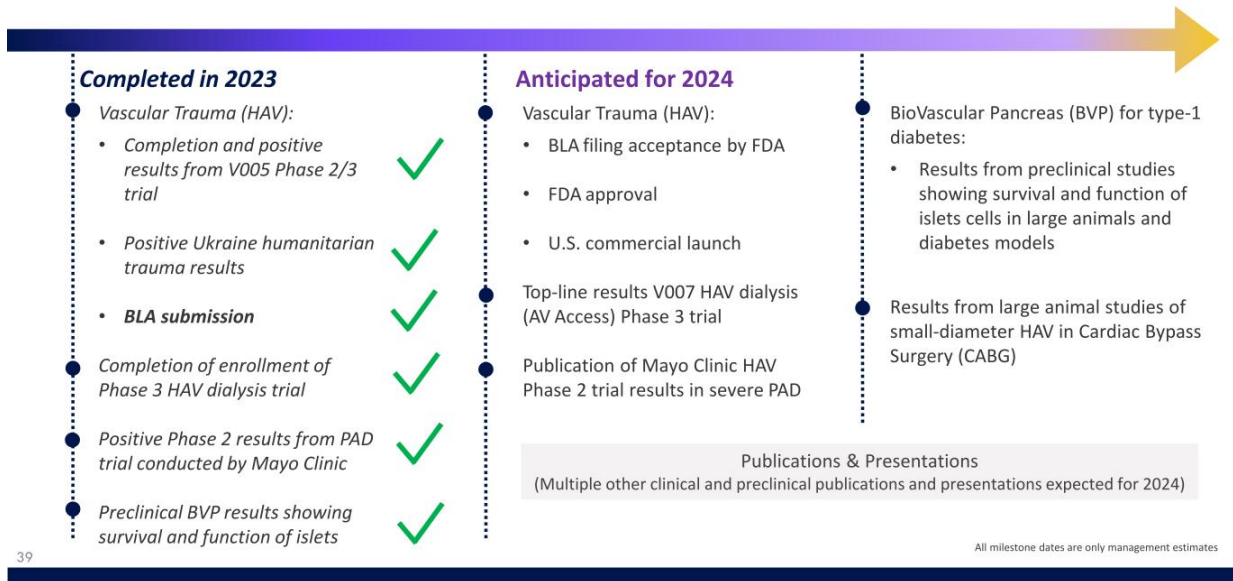 Completed in 2023
Vascular Trauma (HAV):
• Completion and positive
results from V005 Phase 2/3
trial
• Positive Ukraine humanitarian
trauma results
• BLA submission
Completion of enrollment of
Phase 3 HAV dialysis trial
Positive Phase 2 results from PAD
trial conducted by Mayo Clinic
Preclinical BVP results showing
survival and function of islets
Anticipated for 2024
Vascular Trauma (HAV):
• BLA filing acceptance by FDA
• FDA approval
• U.S. commercial launch
Top-line results V007 HAV dialysis
(AV Access) Phase 3 trial
Publication of Mayo Clinic HAV
Phase 2 trial results in severe PAD
BioVascular Pancreas (BVP) for type-1
diabetes:
• Results from preclinical studies
showing survival and function of
islets cells in large animals and
diabetes models
Results from large animal studies of
small-diameter HAV in Cardiac Bypass
Surgery (CABG)
Publications & Presentations
(Multiple other clinical and preclinical publications and presentations expected for 2024)
All milestone dates are only management estimates
39